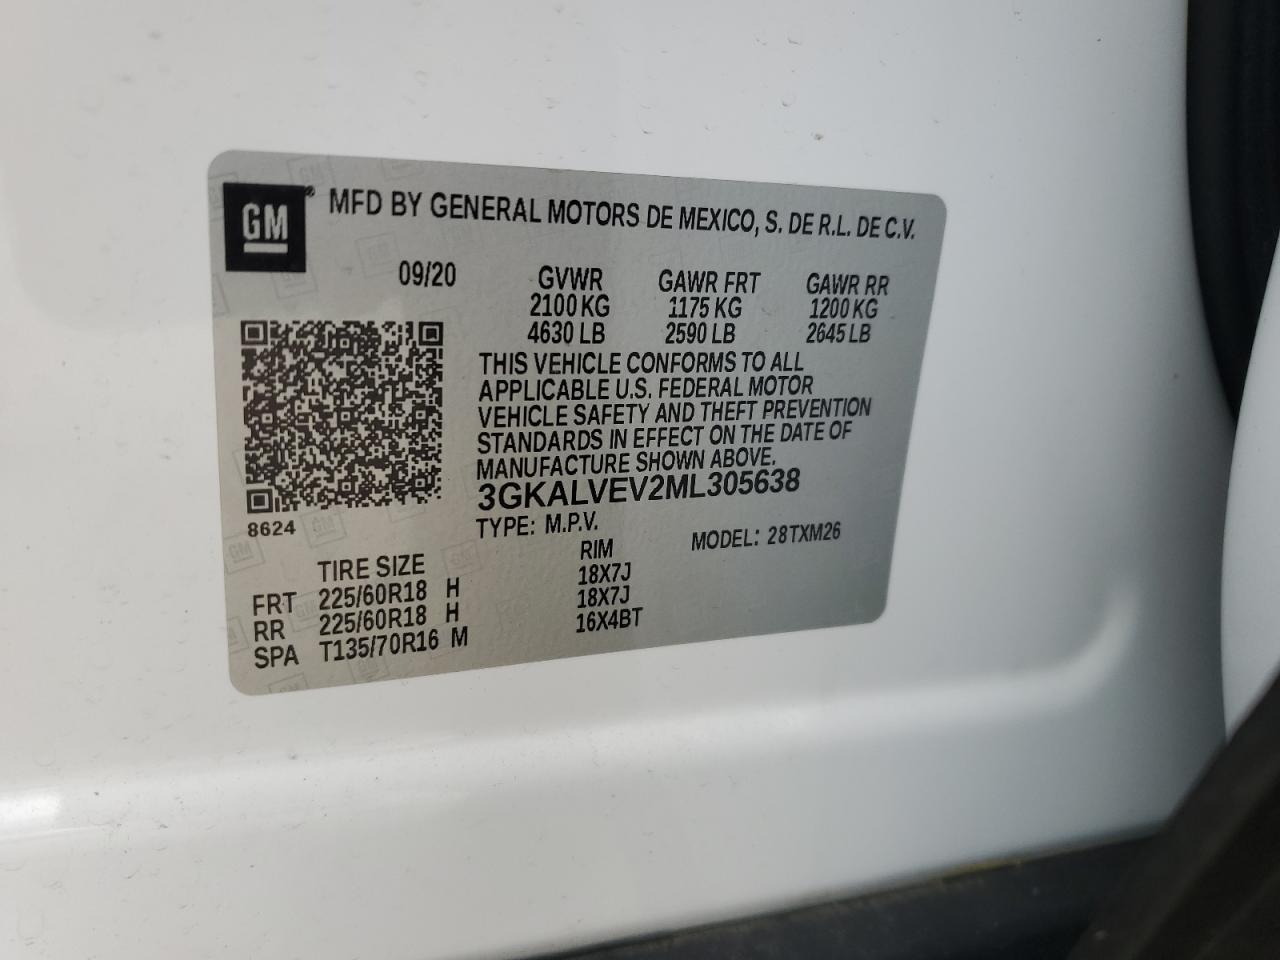 GM® MFD BY GENERAL MOTORS DE MEXICO, S. DE R.L. DE C.V.
09/20 GVWR GAWR FRT GAWR RR
2100 KG 1175 KG 1200 KG
4630 LB 2590 LB 2645 LB
THIS VEHICLE CONFORMS TO ALL
APPLICABLE U.S. FEDERAL MOTOR
VEHICLE SAFETY AND THEFT PREVENTION
STANDARDS IN EFFECT ON THE DATE OF
MANUFACTURE SHOWN ABOVE.
3GKALVEV2ML305638
8624 TYPE: M.P.V. MODEL: 28TXM26
TIRE SIZE RIM
FRT 225/60R18 H 18X7J
RR 225/60R18 H 18X7J
SPA T135/70R16 M 16X4BT